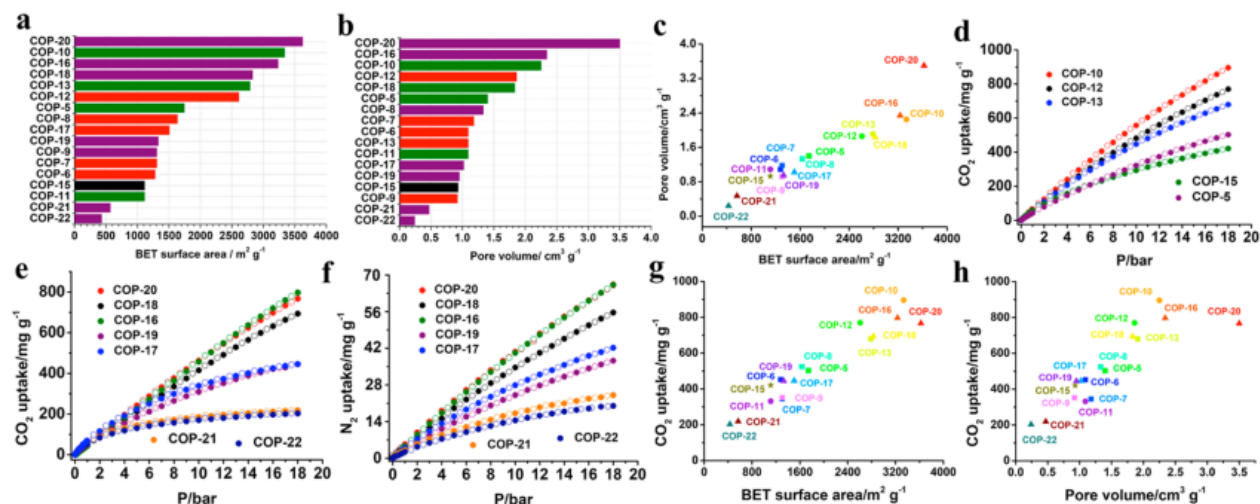 a
COP-20
COP-10
COP-16
COP-18
COP-13
COP-12
COP-5
COP-8
COP-17
COP-19
COP-9
COP-7
COP-6
COP-15
COP-11
COP-21
COP-22
0 500 1000 1500 2000 2500 3000 3500 4000
BET surface area / m² g⁻¹
b
COP-20
COP-16
COP-10
COP-12
COP-18
COP-5
COP-8
COP-7
COP-6
COP-13
COP-11
COP-17
COP-19
COP-15
COP-9
COP-21
COP-22
0.0 0.5 1.0 1.5 2.0 2.5 3.0 3.5 4.0
Pore volume/ cm³ g⁻¹
c
Pore volume/cm³ g⁻¹
4.0
3.2
2.4
1.6
0.8
0.0
COP-20
COP-16
COP-10
COP-13
COP-12
COP-18
COP-7
COP-5
COP-6
COP-8
COP-11
COP-17
COP-15
COP-19
COP-9
COP-21
COP-22
0 800 1600 2400 3200 4000
BET surface area/m² g⁻¹
d
CO₂ uptake/mg g⁻¹
1000
800
600
400
200
0
COP-10
COP-12
COP-13
COP-15
COP-5
0 2 4 6 8 10 12 14 16 18 20
P/bar
e
CO₂ uptake/mg g⁻¹
800
600
400
200
0
COP-20
COP-18
COP-16
COP-19
COP-17
COP-21
COP-22
0 2 4 6 8 10 12 14 16 18 20
P/bar
f
N₂ uptake/mg g⁻¹
70
56
42
28
14
0
COP-20
COP-18
COP-16
COP-19
COP-17
COP-21
COP-22
0 2 4 6 8 10 12 14 16 18 20
P/bar
g
CO₂ uptake/mg g⁻¹
1000
800
600
400
200
0
COP-10
COP-16
COP-20
COP-12
COP-18
COP-13
COP-8
COP-19
COP-5
COP-6
COP-15
COP-17
COP-11
COP-9
COP-7
COP-21
COP-22
0 800 1600 2400 3200 4000
BET surface area/m² g⁻¹
h
CO₂ uptake/mg g⁻¹
1000
800
600
400
200
0
COP-10
COP-16
COP-20
COP-12
COP-18
COP-13
COP-8
COP-17
COP-5
COP-19
COP-6
COP-15
COP-9
COP-7
COP-11
COP-21
COP-22
0.0 0.5 1.0 1.5 2.0 2.5 3.0 3.5
Pore volume/cm³ g⁻¹